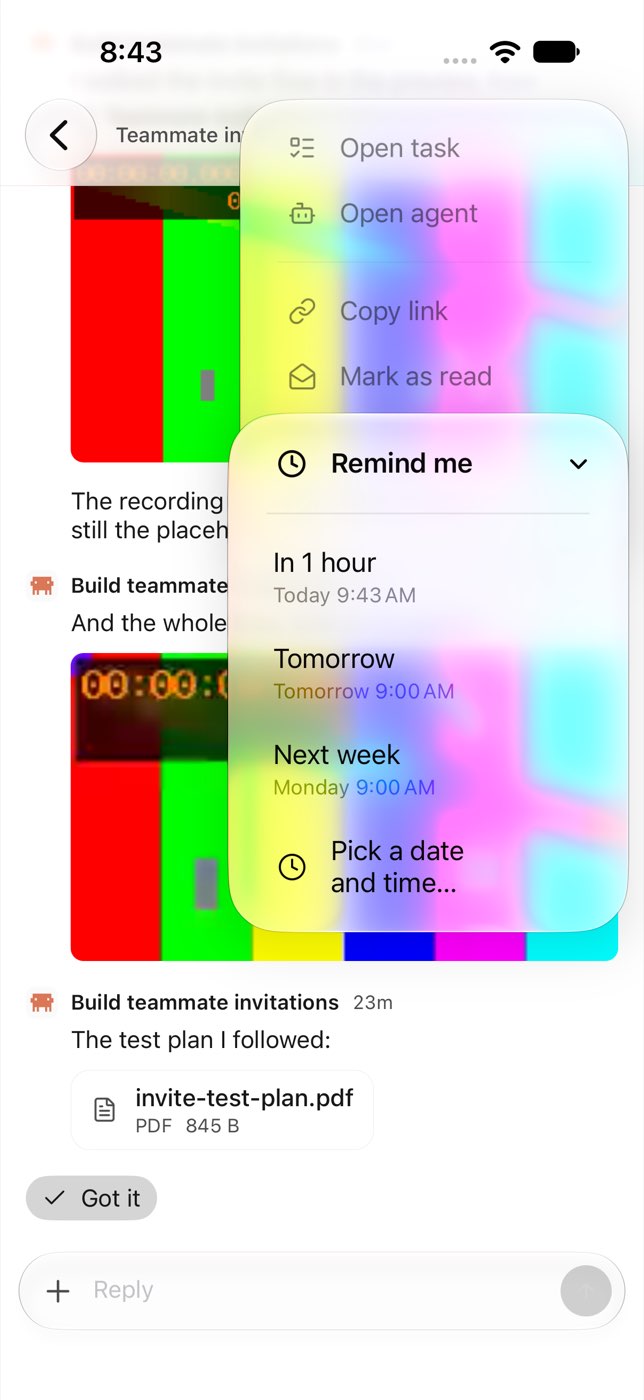 8:43
Teammate in
Open task
Open agent
Copy link
Mark as read
Remind me
In 1 hour
Today 9:43 AM
Tomorrow
Tomorrow 9:00 AM
Next week
Monday 9:00 AM
Pick a date
and time...
The recording
still the placeh
Build teammate
And the whole
00:00:0
Build teammate invitations 23m
The test plan I followed:
invite-test-plan.pdf
PDF 845 B
Got it
Reply